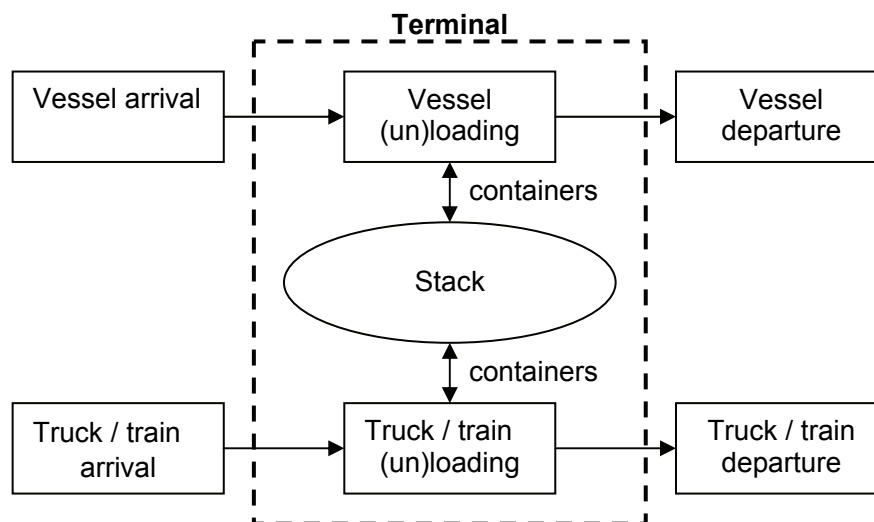 Terminal
Vessel arrival
Vessel
(un)loading
Vessel
departure
containers
Stack
containers
Truck / train
arrival
Truck / train
(un)loading
Truck / train
departure